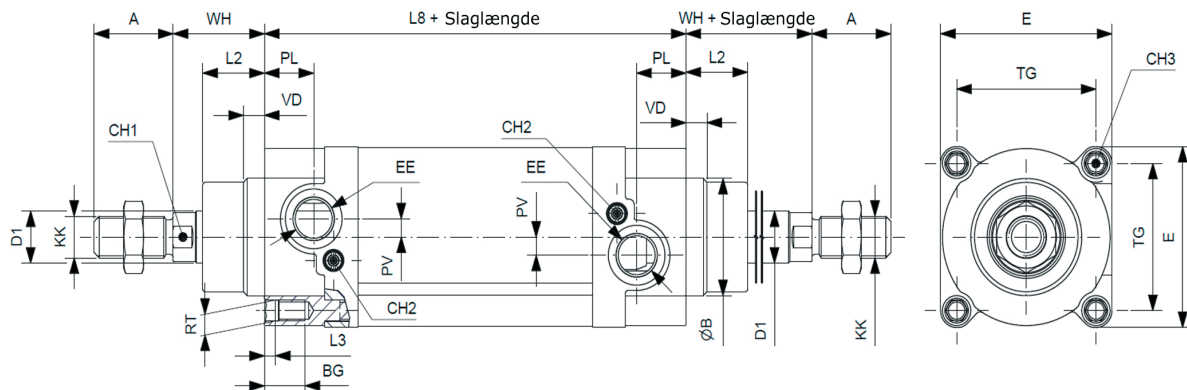 A
WH
L8 + Slaglængde
WH + Slaglængde
A
E
L2
PL
PL
L2
TG
CH3
VD
VD
CH1
CH2
EE
EE
D1
KK
PV
PV
TG
E
CH2
RT
L3
BG
ØB
D1
KK